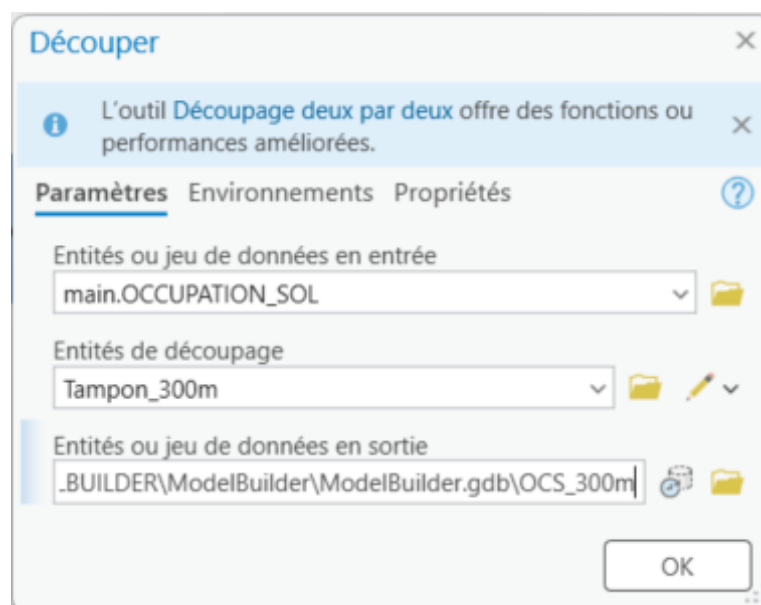 Découper
L'outil Découpage deux par deux offre des fonctions ou
performances améliorées.
Paramètres Environnements Propriétés
Entités ou jeu de données en entrée
main.OCCUPATION_SOL
Entités de découpage
Tampon_300m
Entités ou jeu de données en sortie
.BUILDER\ModelBuilder\ModelBuilder.gdb\OCS_300m
OK